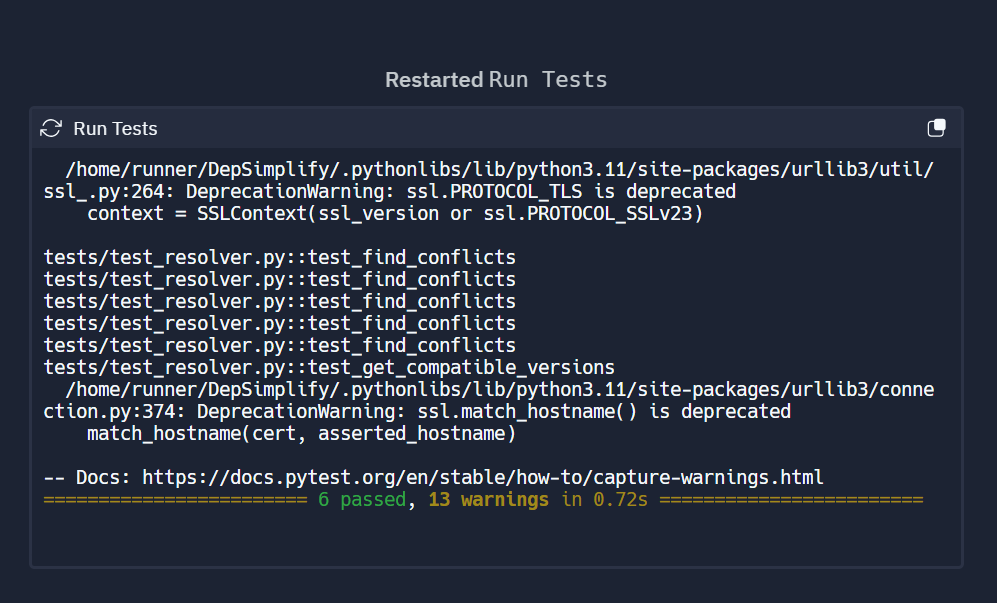 Restarted Run Tests
Run Tests
/home/runner/DepSimplify/.pythonlibs/lib/python3.11/site-packages/urllib3/util/
ssl_.py:264: DeprecationWarning: ssl.PROTOCOL_TLS is deprecated
context = SSLContext(ssl_version or ssl.PROTOCOL_SSLv23)
tests/test_resolver.py::test_find_conflicts
tests/test_resolver.py::test_find_conflicts
tests/test_resolver.py::test_find_conflicts
tests/test_resolver.py::test_find_conflicts
tests/test_resolver.py::test_find_conflicts
tests/test_resolver.py::test_get_compatible_versions
/home/runner/DepSimplify/.pythonlibs/lib/python3.11/site-packages/urllib3/conne
ction.py:374: DeprecationWarning: ssl.match_hostname() is deprecated
match_hostname(cert, asserted_hostname)
-- Docs: https://docs.pytest.org/en/stable/how-to/capture-warnings.html
======================== 6 passed, 13 warnings in 0.72s ========================